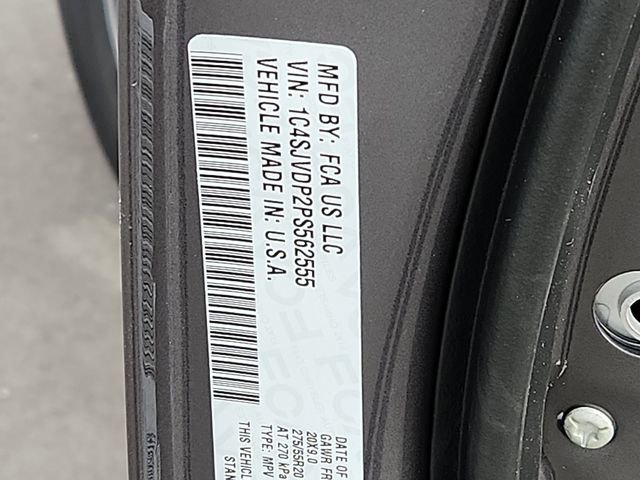 MFD BY: FCA US LLC
VIN: 1C4SJVDP2PS562555
VEHICLE MADE IN: U.S.A.
DATE OF
GAWR FR
20X9.0
275/55R20
AT 270 kPa
TYPE: MPV
THIS VEHICLE
STAN